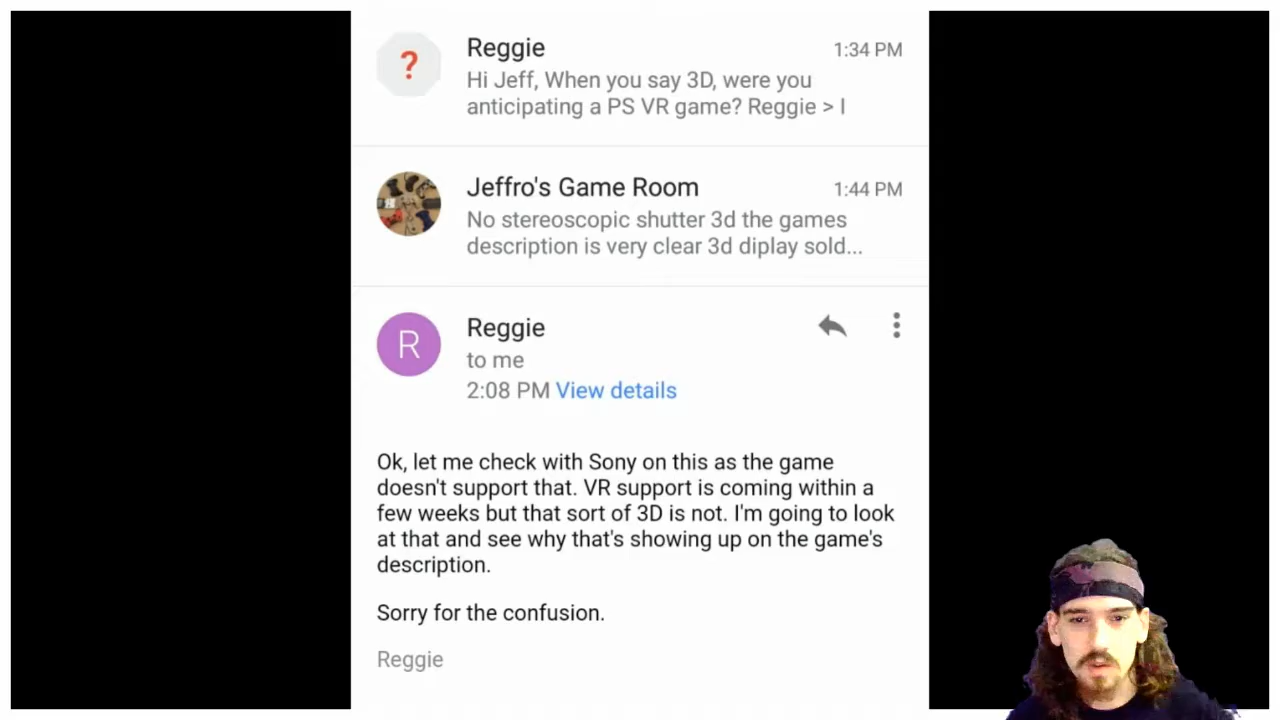 ?
Reggie
1:34 PM
Hi Jeff, When you say 3D, were you
anticipating a PS VR game? Reggie > I
Jeffro's Game Room
1:44 PM
No stereoscopic shutter 3d the games
description is very clear 3d diplay sold...
R
Reggie
to me
2:08 PM View details
Ok, let me check with Sony on this as the game
doesn't support that. VR support is coming within a
few weeks but that sort of 3D is not. I'm going to look
at that and see why that's showing up on the game's
description.
Sorry for the confusion.
Reggie